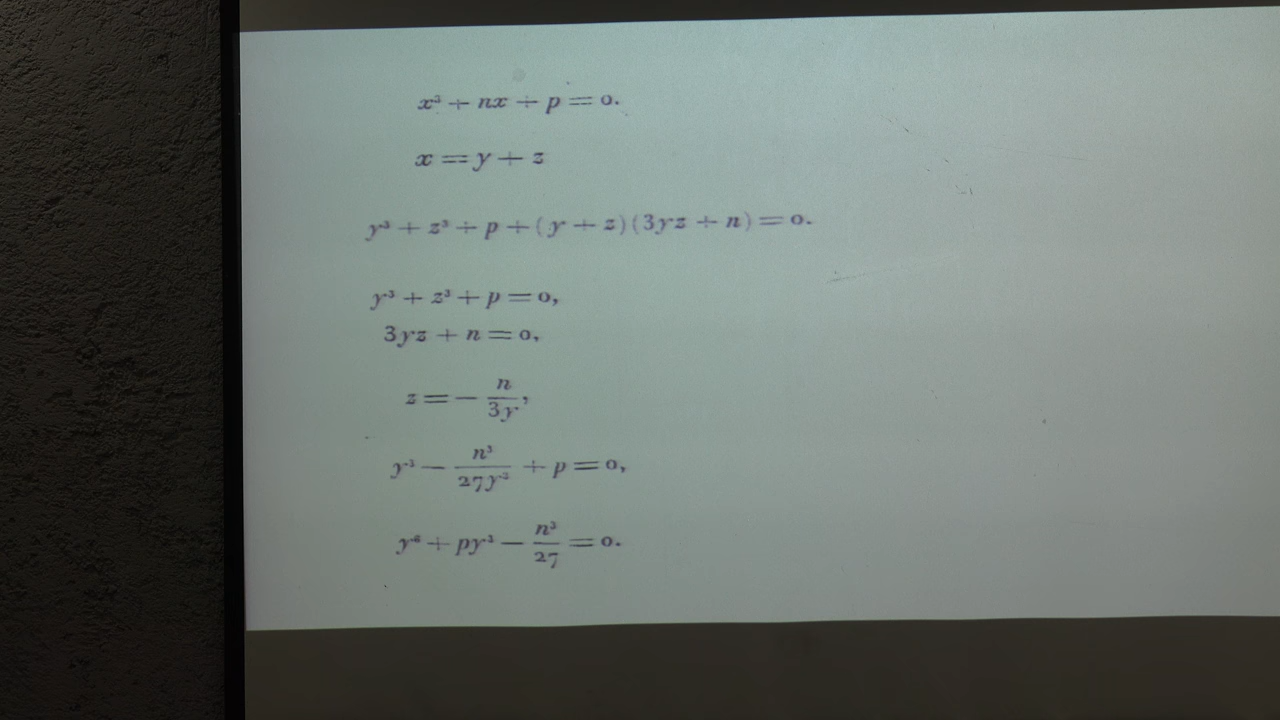 x³ + nx + p = 0.
x = y + z
y³ + z³ + p + (y + z)(3yz + n) = 0.
y³ + z³ + p = 0,
3yz + n = 0,
z = − n/3y,
y³ − n³/27y³ + p = 0,
y⁶ + py³ − n³/27 = 0.